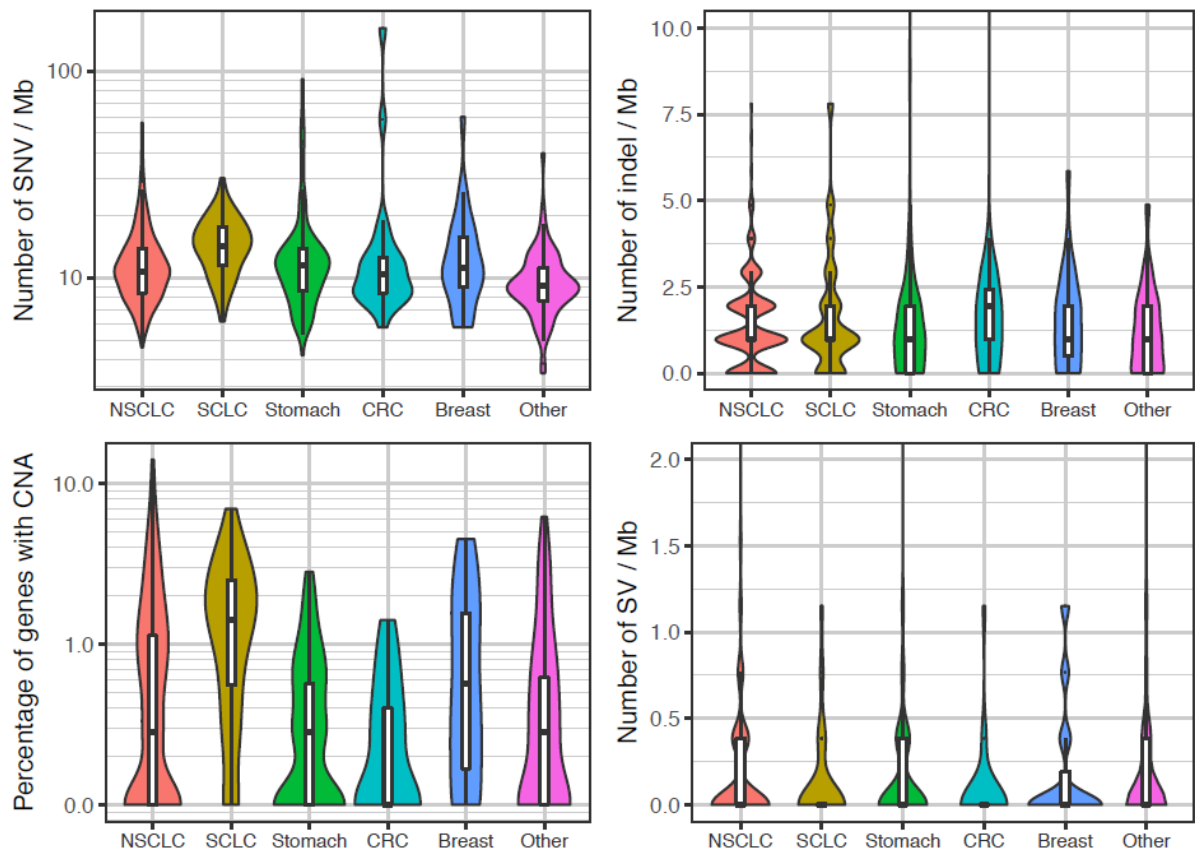 Number of SNV / Mb
100
10
NSCLC SCLC Stomach CRC Breast Other
Number of indel / Mb
10.0
7.5
5.0
2.5
0.0
NSCLC SCLC Stomach CRC Breast Other
Percentage of genes with CNA
10.0
1.0
0.0
NSCLC SCLC Stomach CRC Breast Other
Number of SV / Mb
2.0
1.5
1.0
0.5
0.0
NSCLC SCLC Stomach CRC Breast Other